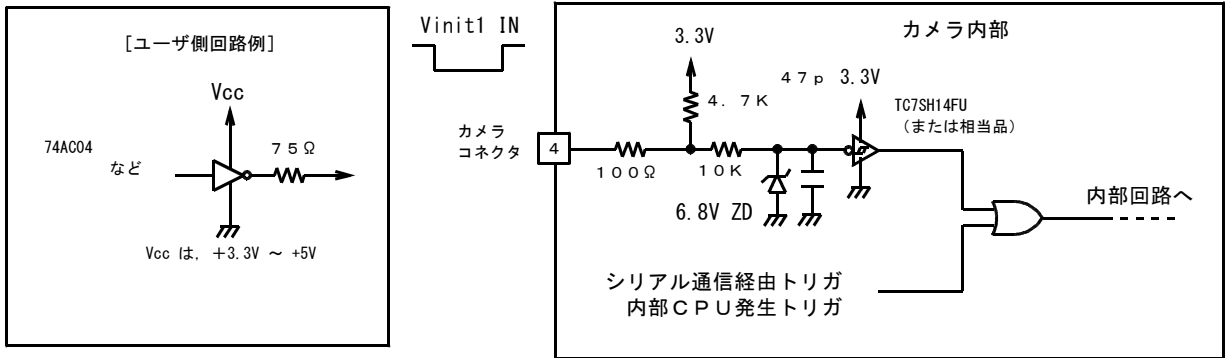 [ユーザ側回路例]
Vcc
74AC04
など
75Ω
Vcc は, +3.3V ～ +5V
Vinit1 IN
カメラ
コネクタ
4
カメラ内部
3.3V
4.7K
100Ω
10K
6.8V ZD
47p
3.3V
TC7SH14FU
(または相当品)
シリアル通信経由トリガ
内部CPU発生トリガ
内部回路へ